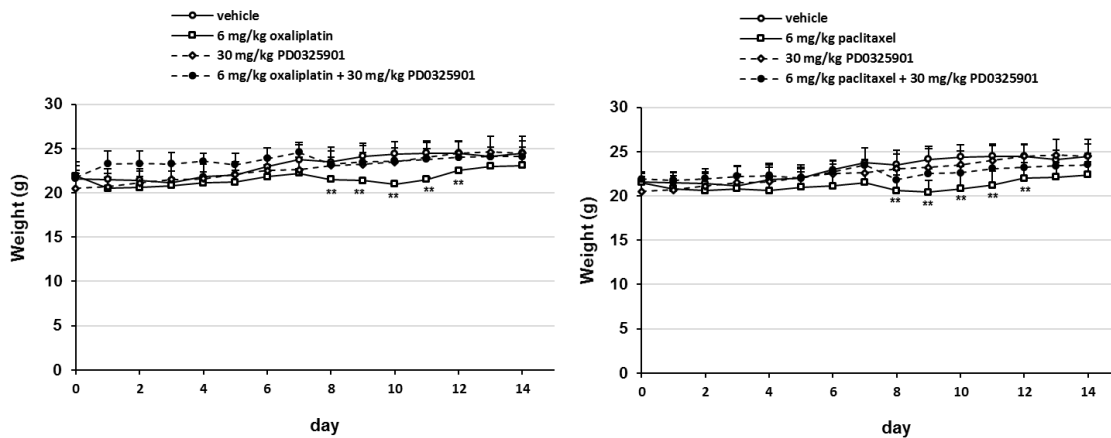 vehicle
6 mg/kg oxaliplatin
30 mg/kg PD0325901
6 mg/kg oxaliplatin + 30 mg/kg PD0325901
30
25
20
15
10
5
0
Weight (g)
** ** ** ** **
0 2 4 6 8 10 12 14
day
vehicle
6 mg/kg paclitaxel
30 mg/kg PD0325901
6 mg/kg paclitaxel + 30 mg/kg PD0325901
30
25
20
15
10
5
0
Weight (g)
** ** ** ** **
0 2 4 6 8 10 12 14
day